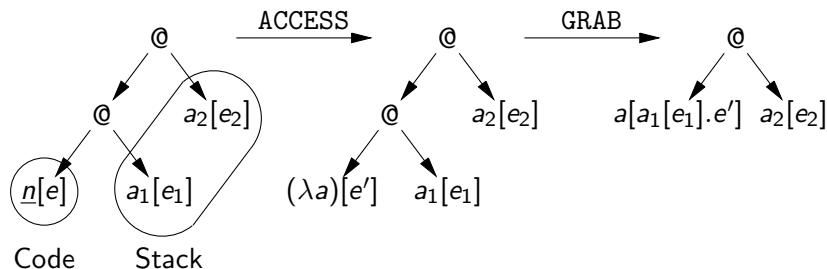 @ ACCESS @ GRAB @
@ a₂[e₂] @ a₂[e₂] a[a₁[e₁].e′] a₂[e₂]
n[e] a₁[e₁] (λa)[e′] a₁[e₁]
Code Stack